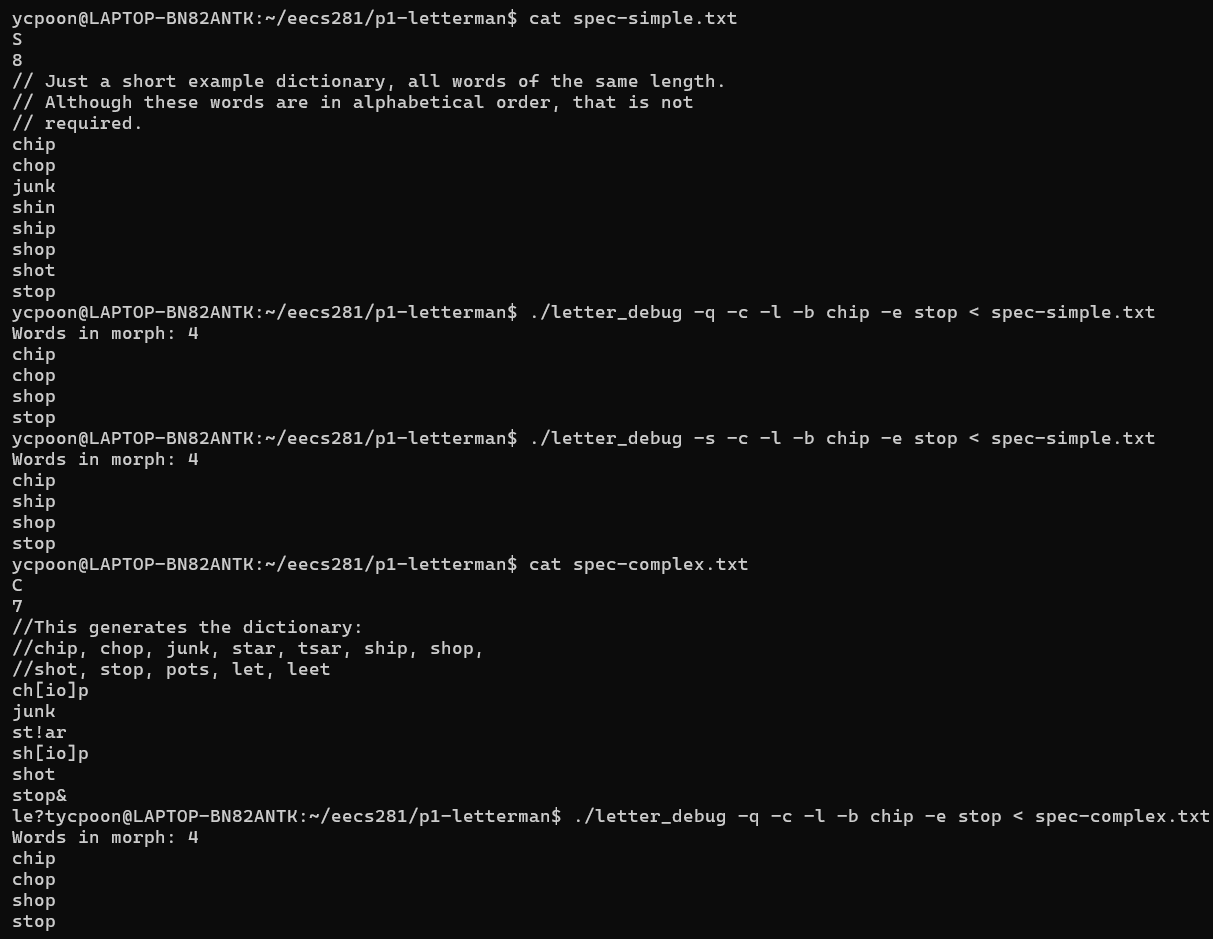 ycpoon@LAPTOP-BN82ANTK:~/eecs281/p1-letterman$ cat spec-simple.txt
S
8
// Just a short example dictionary, all words of the same length.
// Although these words are in alphabetical order, that is not
// required.
chip
chop
junk
shin
ship
shop
shot
stop
ycpoon@LAPTOP-BN82ANTK:~/eecs281/p1-letterman$ ./letter_debug -q -c -l -b chip -e stop < spec-simple.txt
Words in morph: 4
chip
chop
shop
stop
ycpoon@LAPTOP-BN82ANTK:~/eecs281/p1-letterman$ ./letter_debug -s -c -l -b chip -e stop < spec-simple.txt
Words in morph: 4
chip
ship
shop
stop
ycpoon@LAPTOP-BN82ANTK:~/eecs281/p1-letterman$ cat spec-complex.txt
C
7
//This generates the dictionary:
//chip, chop, junk, star, tsar, ship, shop,
//shot, stop, pots, let, leet
ch[io]p
junk
st!ar
sh[io]p
shot
stop&
le?tycpoon@LAPTOP-BN82ANTK:~/eecs281/p1-letterman$ ./letter_debug -q -c -l -b chip -e stop < spec-complex.txt
Words in morph: 4
chip
chop
shop
stop